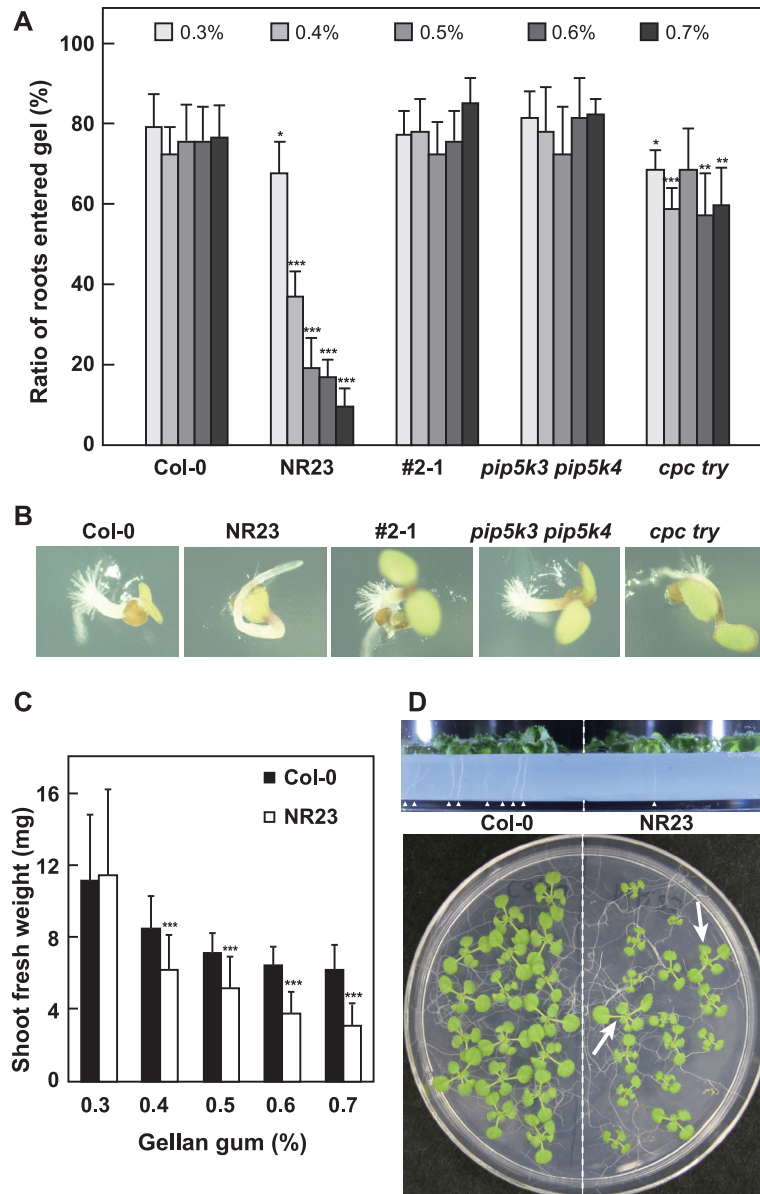 A
0.3% 0.4% 0.5% 0.6% 0.7%
Ratio of roots entered gel (%)
100
80
60
40
20
0
* *** *** *** ***
* *** ** **
Col-0 NR23 #2-1 pip5k3 pip5k4 cpc try
B
Col-0 NR23 #2-1 pip5k3 pip5k4 cpc try
C
Shoot fresh weight (mg)
16
12
8
4
0
Col-0
NR23
*** *** *** ***
0.3 0.4 0.5 0.6 0.7
Gellan gum (%)
D
Col-0 NR23